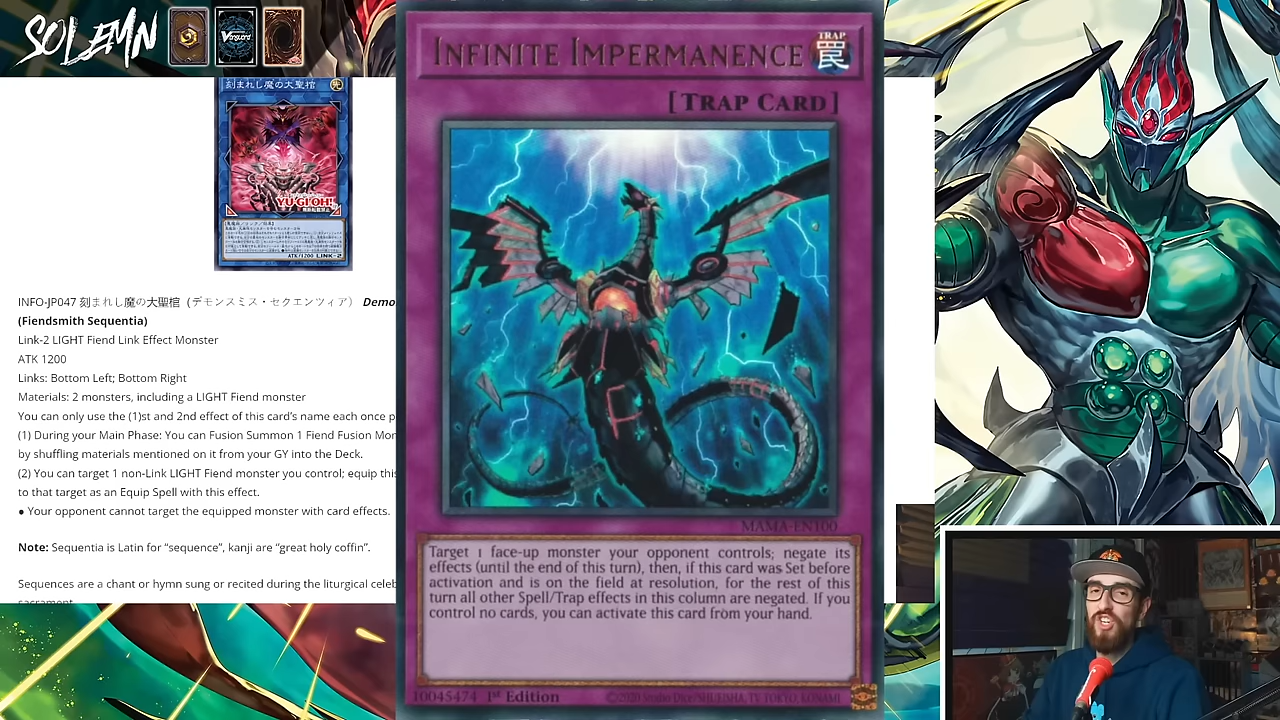 SOLEMN
Vanguard
刻まれし魔の大聖棺
YU-GI-OH!
ATK/1200 LINK-2
INFO-JP047 刻まれし魔の大聖棺（デモンスミス・セクエンツィア） Demo
(Fiendsmith Sequentia)
Link-2 LIGHT Fiend Link Effect Monster
ATK 1200
Links: Bottom Left; Bottom Right
Materials: 2 monsters, including a LIGHT Fiend monster
You can only use the (1)st and 2nd effect of this card’s name each once p
(1) During your Main Phase: You can Fusion Summon 1 Fiend Fusion Mon
by shuffling materials mentioned on it from your GY into the Deck.
(2) You can target 1 non-Link LIGHT Fiend monster you control; equip this
to that target as an Equip Spell with this effect.
● Your opponent cannot target the equipped monster with card effects.
Note: Sequentia is Latin for “sequence”, kanji are “great holy coffin”.
Sequences are a chant or hymn sung or recited during the liturgical celeb
sacrament
INFINITE IMPERMANENCE
TRAP
罠
[TRAP CARD]
MAMA-EN100
Target 1 face-up monster your opponent controls; negate its
effects (until the end of this turn), then, if this card was Set before
activation and is on the field at resolution, for the rest of this
turn all other Spell/Trap effects in this column are negated. If you
control no cards, you can activate this card from your hand.
10045474 1st Edition